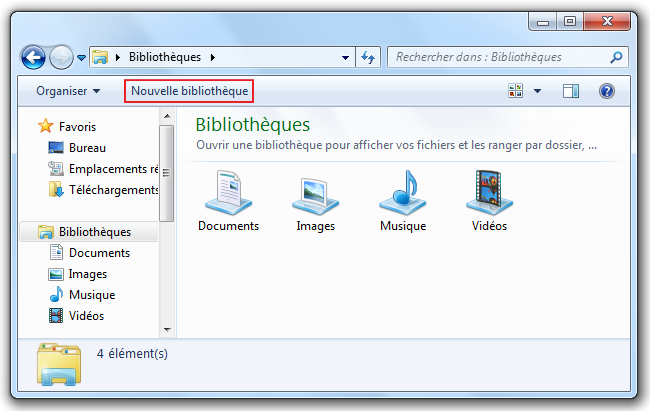 Bibliothèques
Rechercher dans : Bibliothèques
Organiser Nouvelle bibliothèque
Favoris
Bureau
Emplacements ré
Téléchargements
Bibliothèques
Documents
Images
Musique
Vidéos
Bibliothèques
Ouvrir une bibliothèque pour afficher vos fichiers et les ranger par dossier, ...
Documents Images Musique Vidéos
4 élément(s)